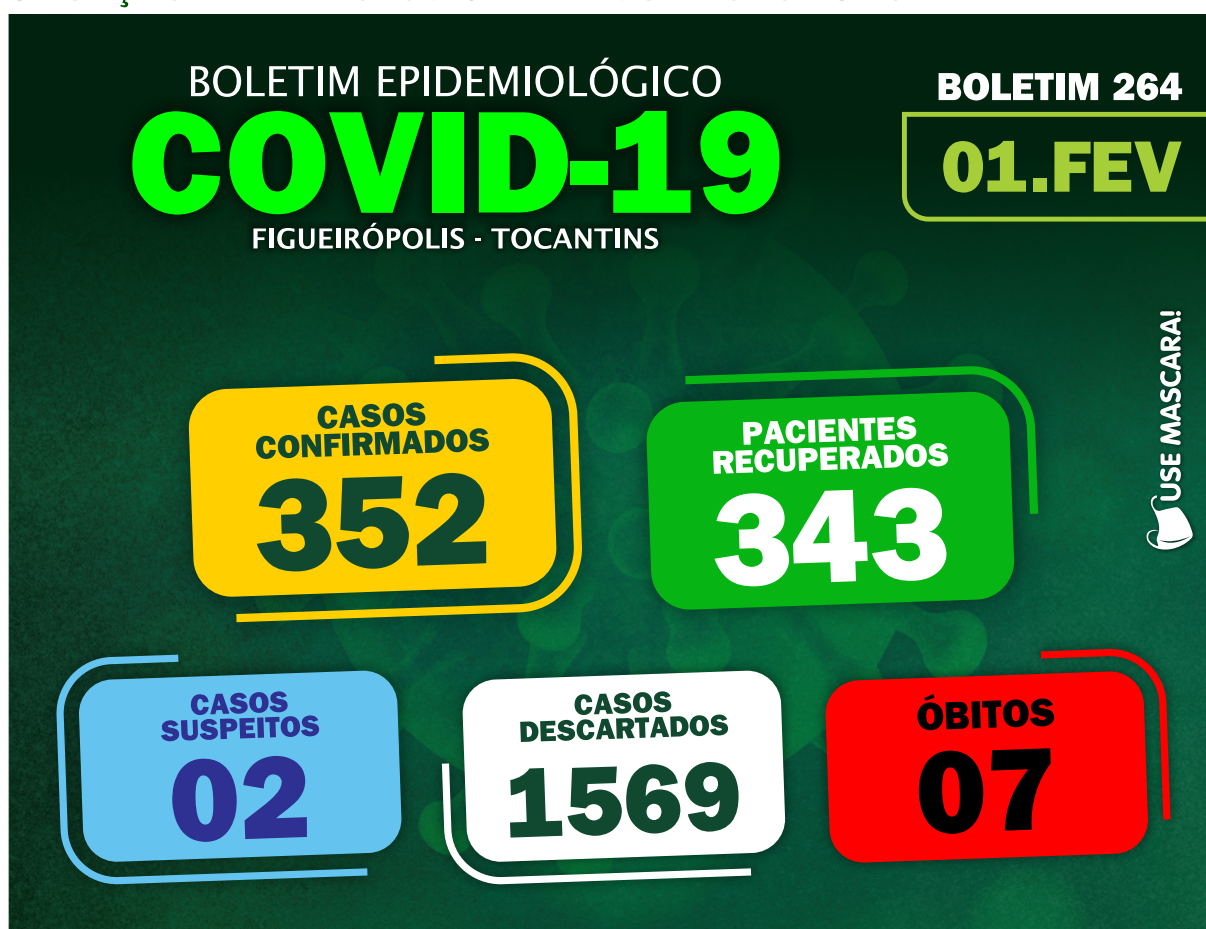 BOLETIM EPIDEMIOLÓGICO
COVID-19
FIGUEIRÓPOLIS - TOCANTINS
BOLETIM 264
01.FEV
USE MASCARA!
CASOS
CONFIRMADOS
352
PACIENTES
RECUPERADOS
343
CASOS
SUSPEITOS
02
CASOS
DESCARTADOS
1569
ÓBITOS
07